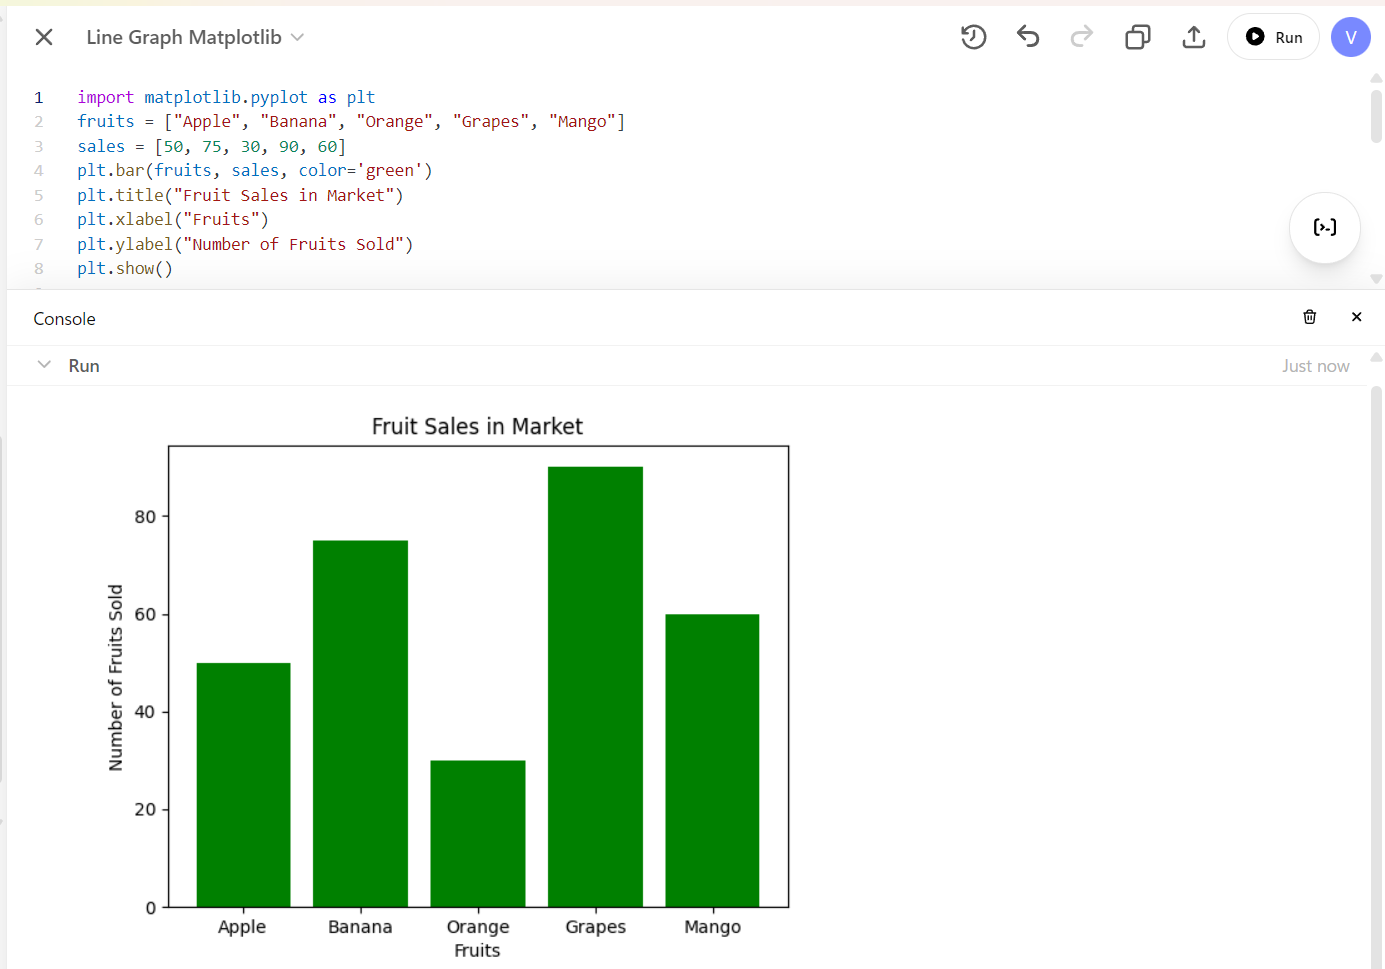 Line Graph Matplotlib
Run
V
1 import matplotlib.pyplot as plt
2 fruits = ["Apple", "Banana", "Orange", "Grapes", "Mango"]
3 sales = [50, 75, 30, 90, 60]
4 plt.bar(fruits, sales, color='green')
5 plt.title("Fruit Sales in Market")
6 plt.xlabel("Fruits")
7 plt.ylabel("Number of Fruits Sold")
8 plt.show()
Console
Run
Just now
Fruit Sales in Market
Number of Fruits Sold
80
60
40
20
0
Apple Banana Orange Grapes Mango
Fruits